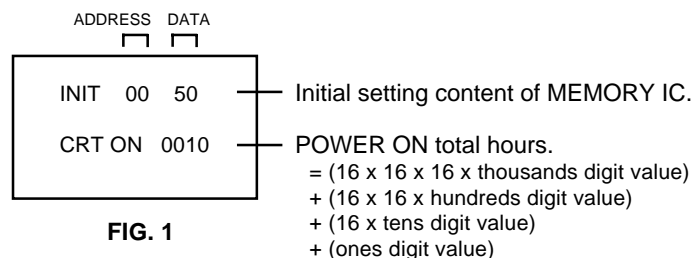 ADDRESS DATA
INIT 00 50
Initial setting content of MEMORY IC.
CRT ON 0010
POWER ON total hours.
= (16 x 16 x 16 x thousands digit value)
+ (16 x 16 x hundreds digit value)
+ (16 x tens digit value)
+ (ones digit value)
FIG. 1